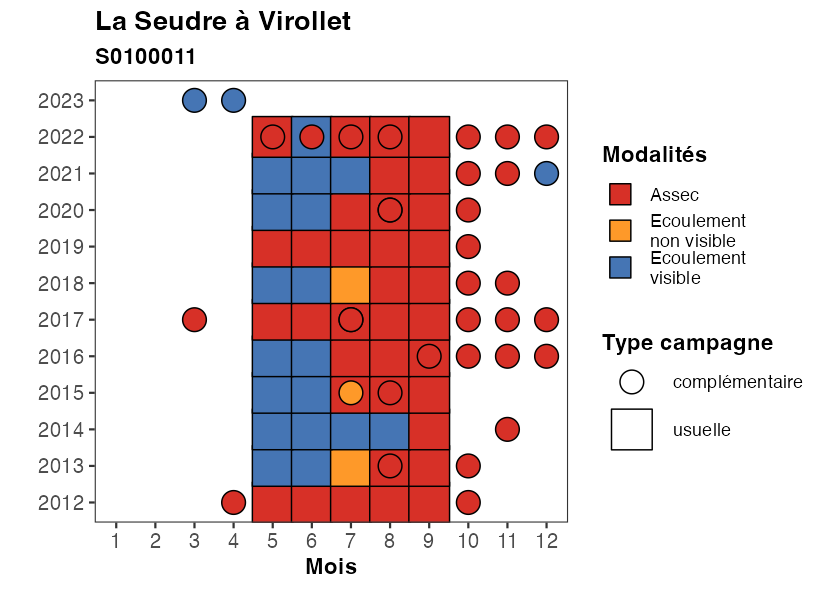 La Seudre à Virollet
S0100011
2023
2022
2021
2020
2019
2018
2017
2016
2015
2014
2013
2012
1 2 3 4 5 6 7 8 9 10 11 12
Mois
Modalités
Assec
Ecoulement
non visible
Ecoulement
visible
Type campagne
complémentaire
usuelle